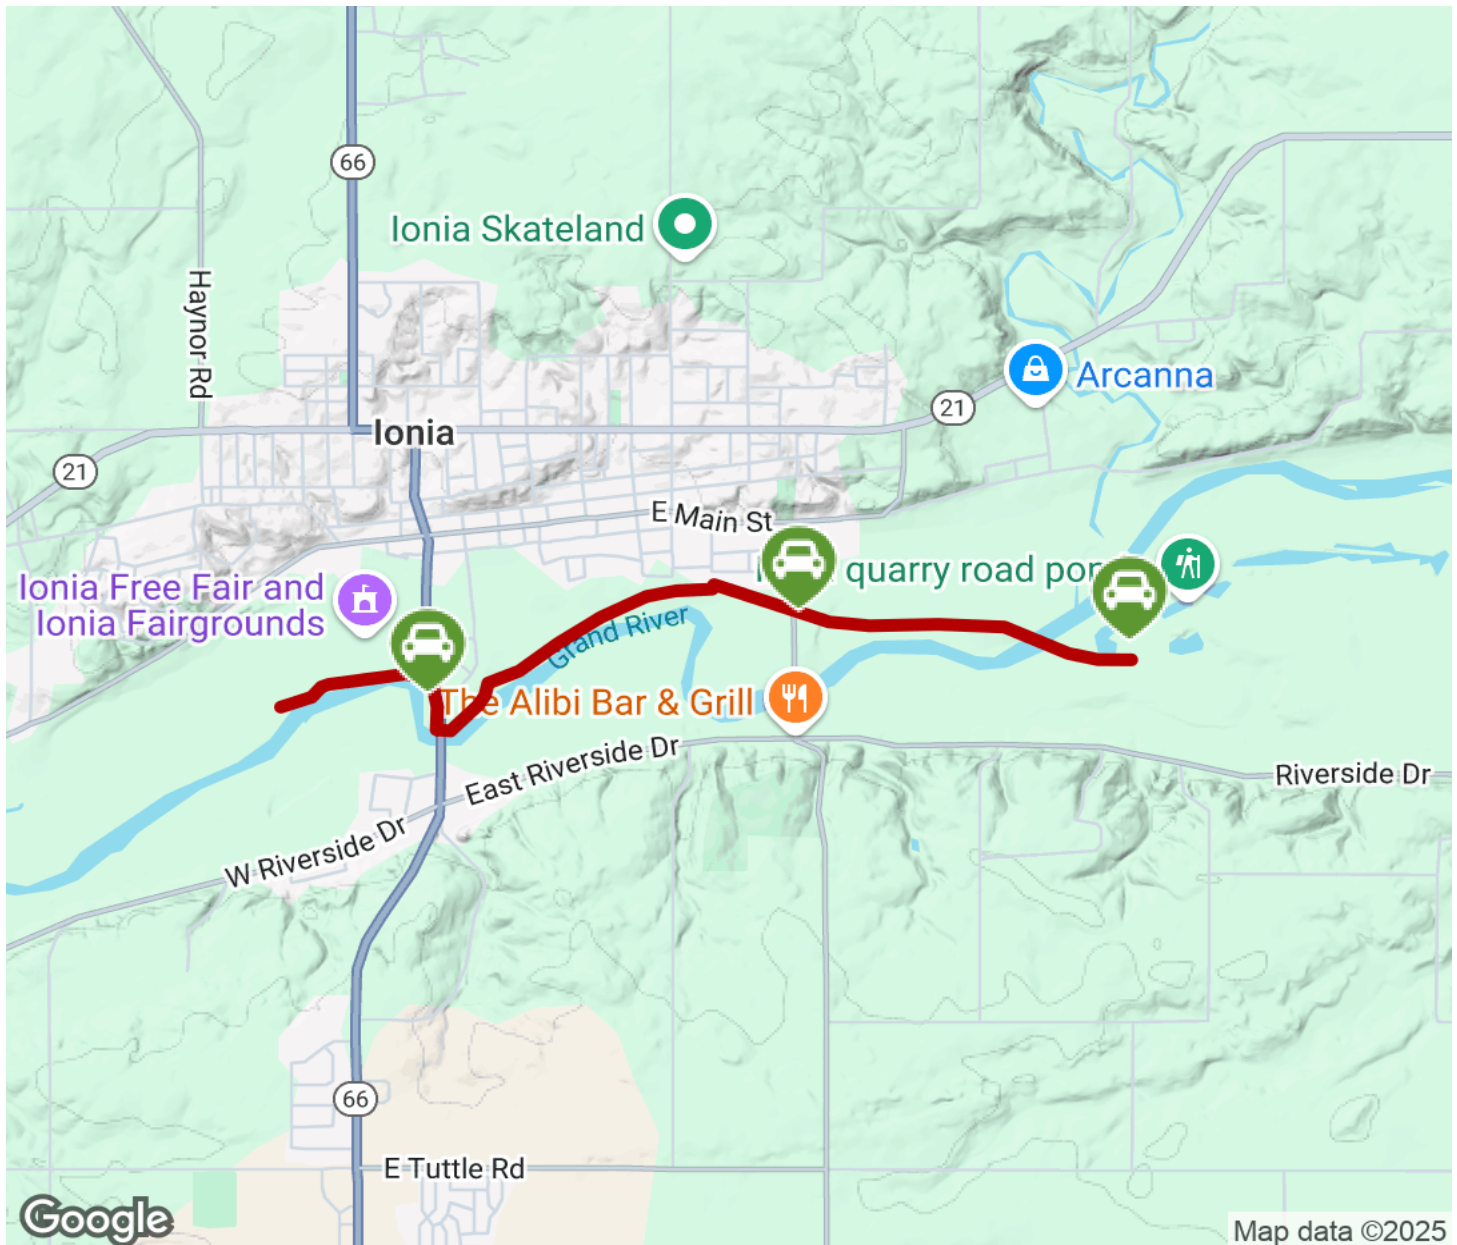 66
Ionia Skateland
Haynor Rd
Arcanna
21
Ionia
21
E Main St
quarry road por
Ionia Free Fair and
Ionia Fairgrounds
Grand River
The Alibi Bar & Grill
East Riverside Dr
Riverside Dr
W Riverside Dr
66
E Tuttle Rd
Google
Map data ©2025